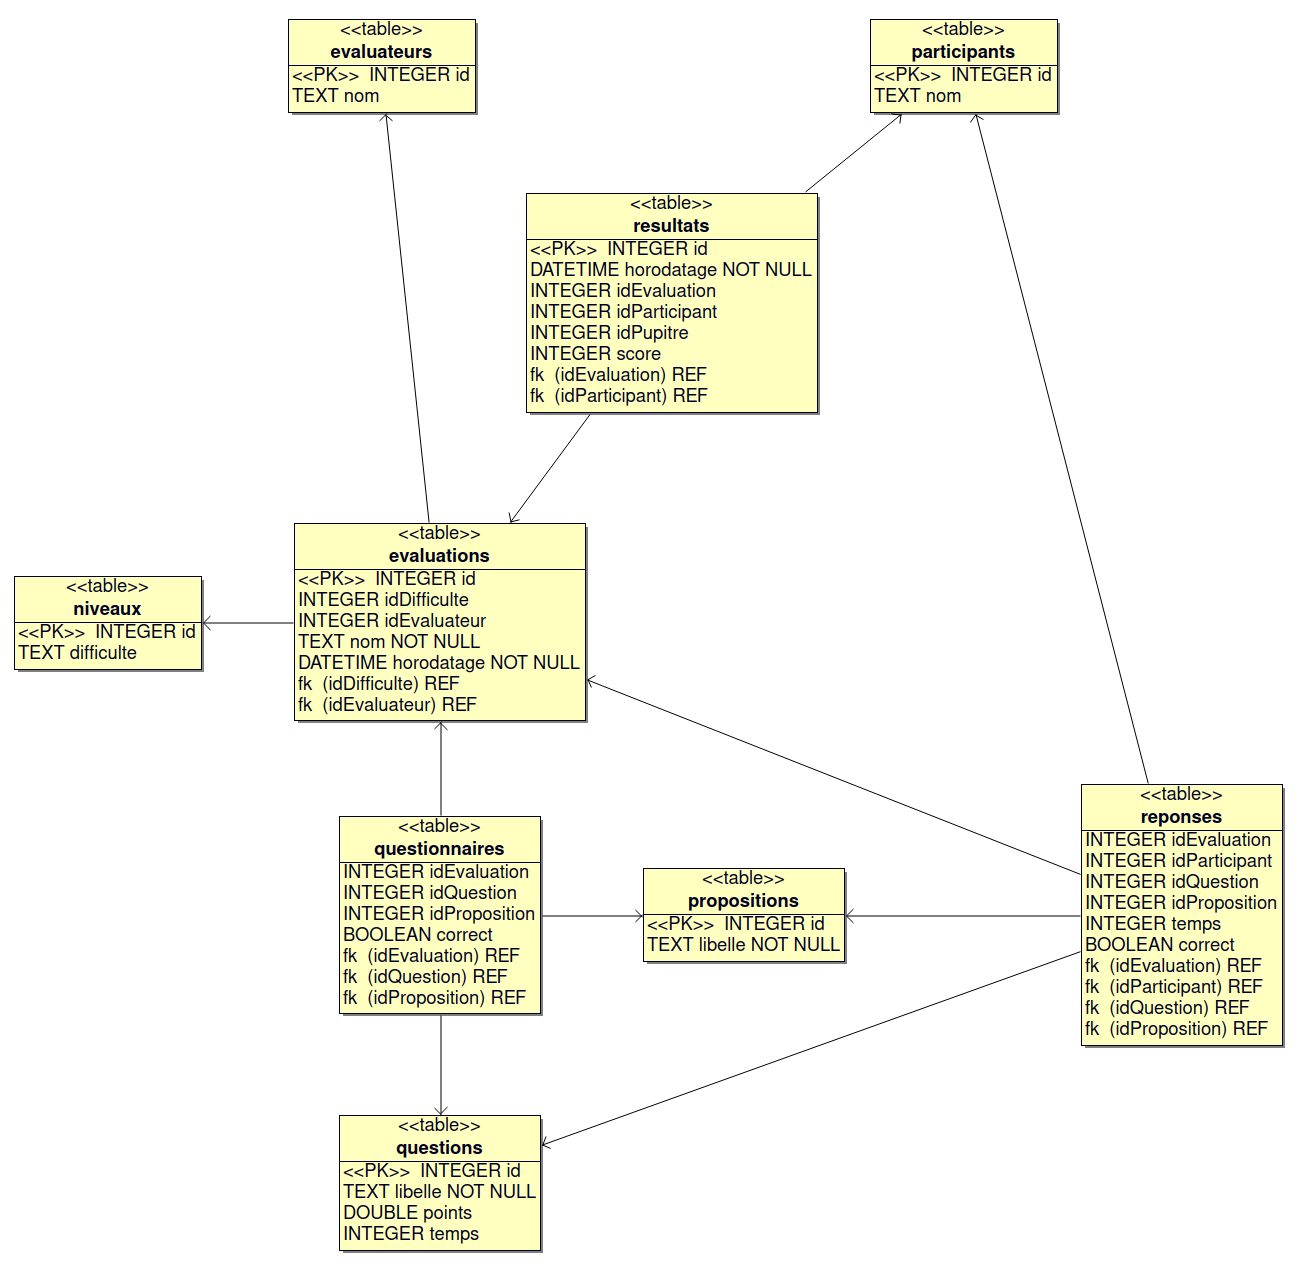 <<table>>
evaluateurs
<<PK>>  INTEGER id
TEXT nom
<<table>>
participants
<<PK>>  INTEGER id
TEXT nom
<<table>>
resultats
<<PK>>  INTEGER id
DATETIME horodatage NOT NULL
INTEGER idEvaluation
INTEGER idParticipant
INTEGER idPupitre
INTEGER score
fk  (idEvaluation) REF
fk  (idParticipant) REF
<<table>>
evaluations
<<PK>>  INTEGER id
INTEGER idDifficulte
INTEGER idEvaluateur
TEXT nom NOT NULL
DATETIME horodatage NOT NULL
fk  (idDifficulte) REF
fk  (idEvaluateur) REF
<<table>>
niveaux
<<PK>>  INTEGER id
TEXT difficulte
<<table>>
questionnaires
INTEGER idEvaluation
INTEGER idQuestion
INTEGER idProposition
BOOLEAN correct
fk  (idEvaluation) REF
fk  (idQuestion) REF
fk  (idProposition) REF
<<table>>
propositions
<<PK>>  INTEGER id
TEXT libelle NOT NULL
<<table>>
reponses
INTEGER idEvaluation
INTEGER idParticipant
INTEGER idQuestion
INTEGER idProposition
INTEGER temps
BOOLEAN correct
fk  (idEvaluation) REF
fk  (idParticipant) REF
fk  (idQuestion) REF
fk  (idProposition) REF
<<table>>
questions
<<PK>>  INTEGER id
TEXT libelle NOT NULL
DOUBLE points
INTEGER temps